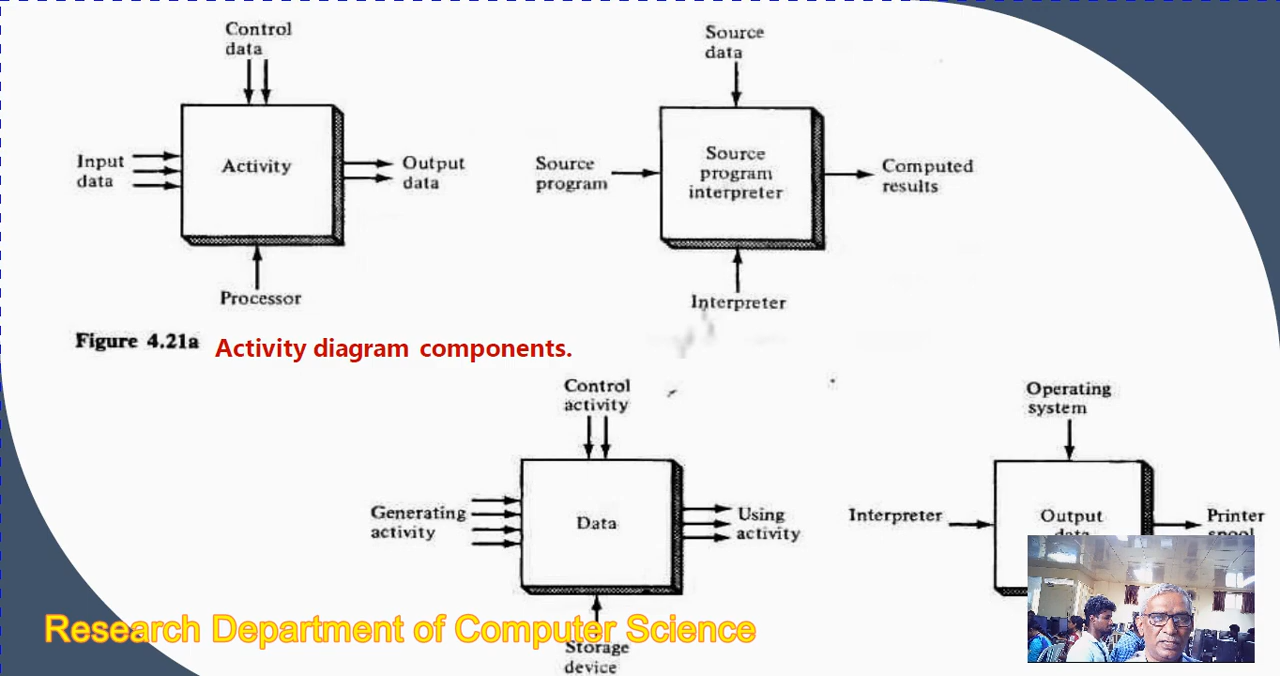 Control
data
Source
data
Input
data
Activity
Output
data
Source
program
Source
program
interpreter
Computed
results
Processor
Interpreter
Figure 4.21a Activity diagram components.
Control
activity
Operating
system
Generating
activity
Data
Using
activity
Interpreter
Output
data
Printer
spool
Research Department of Computer Science
Storage
device